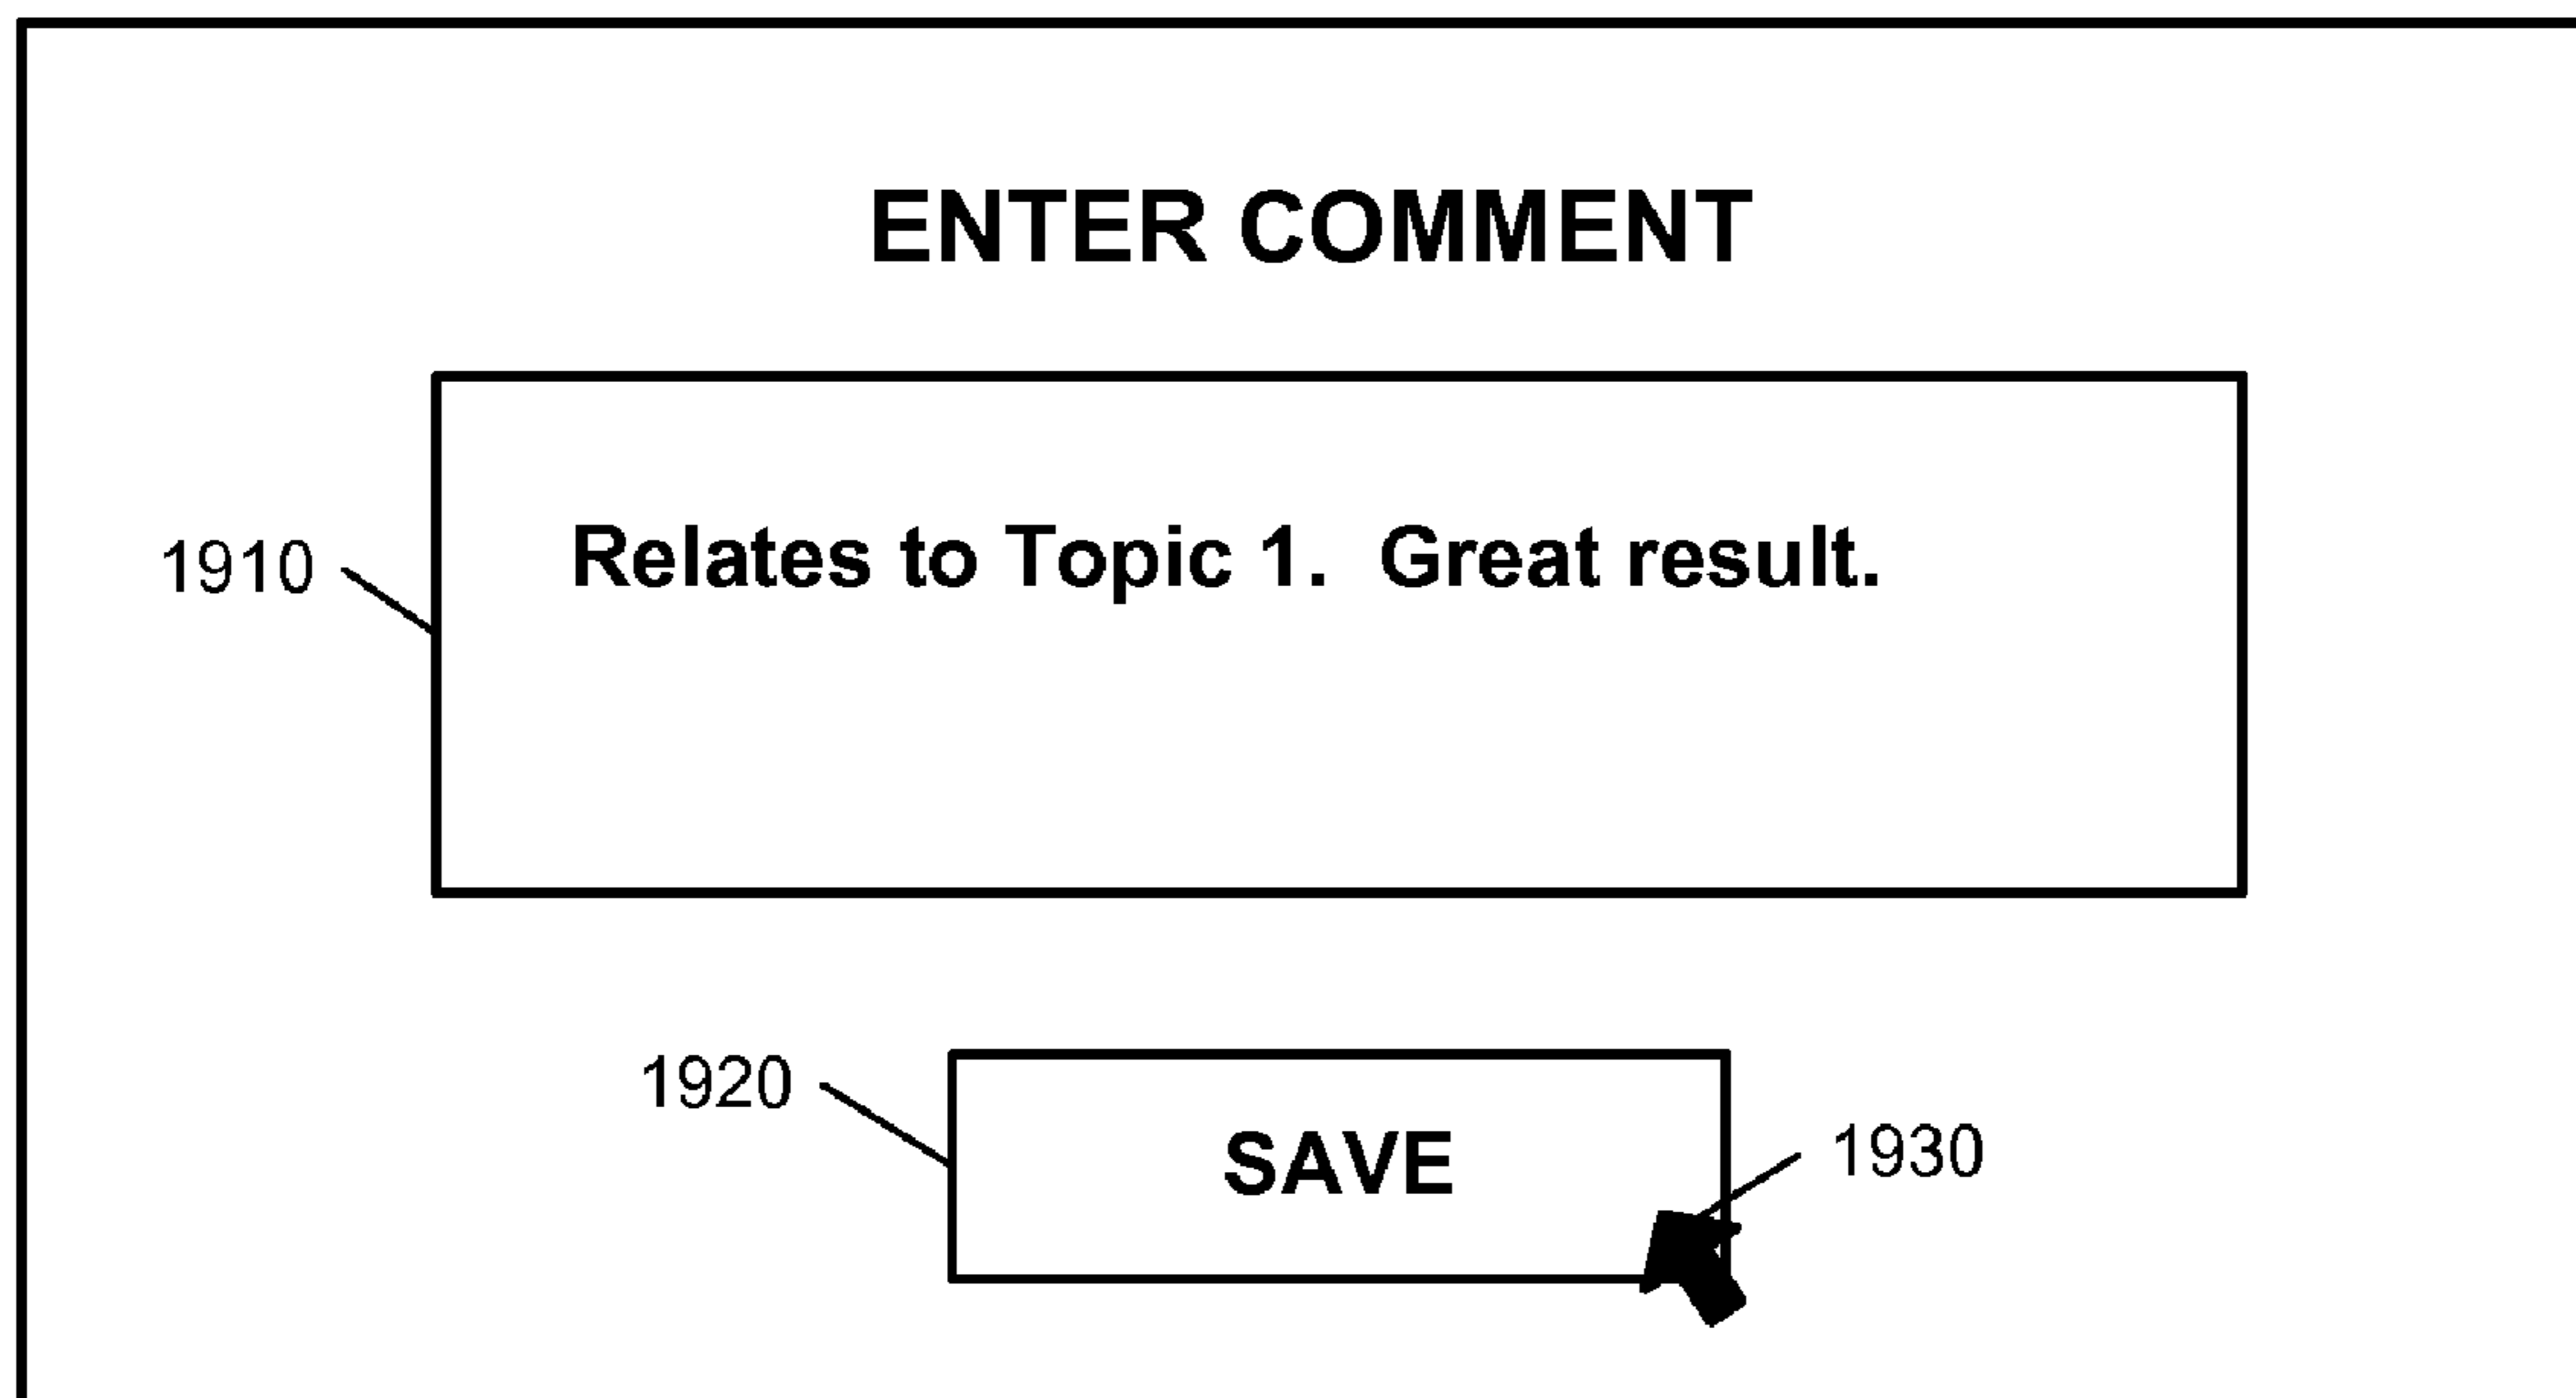 ENTER COMMENT
1910
Relates to Topic 1.  Great result.
1920
SAVE
1930